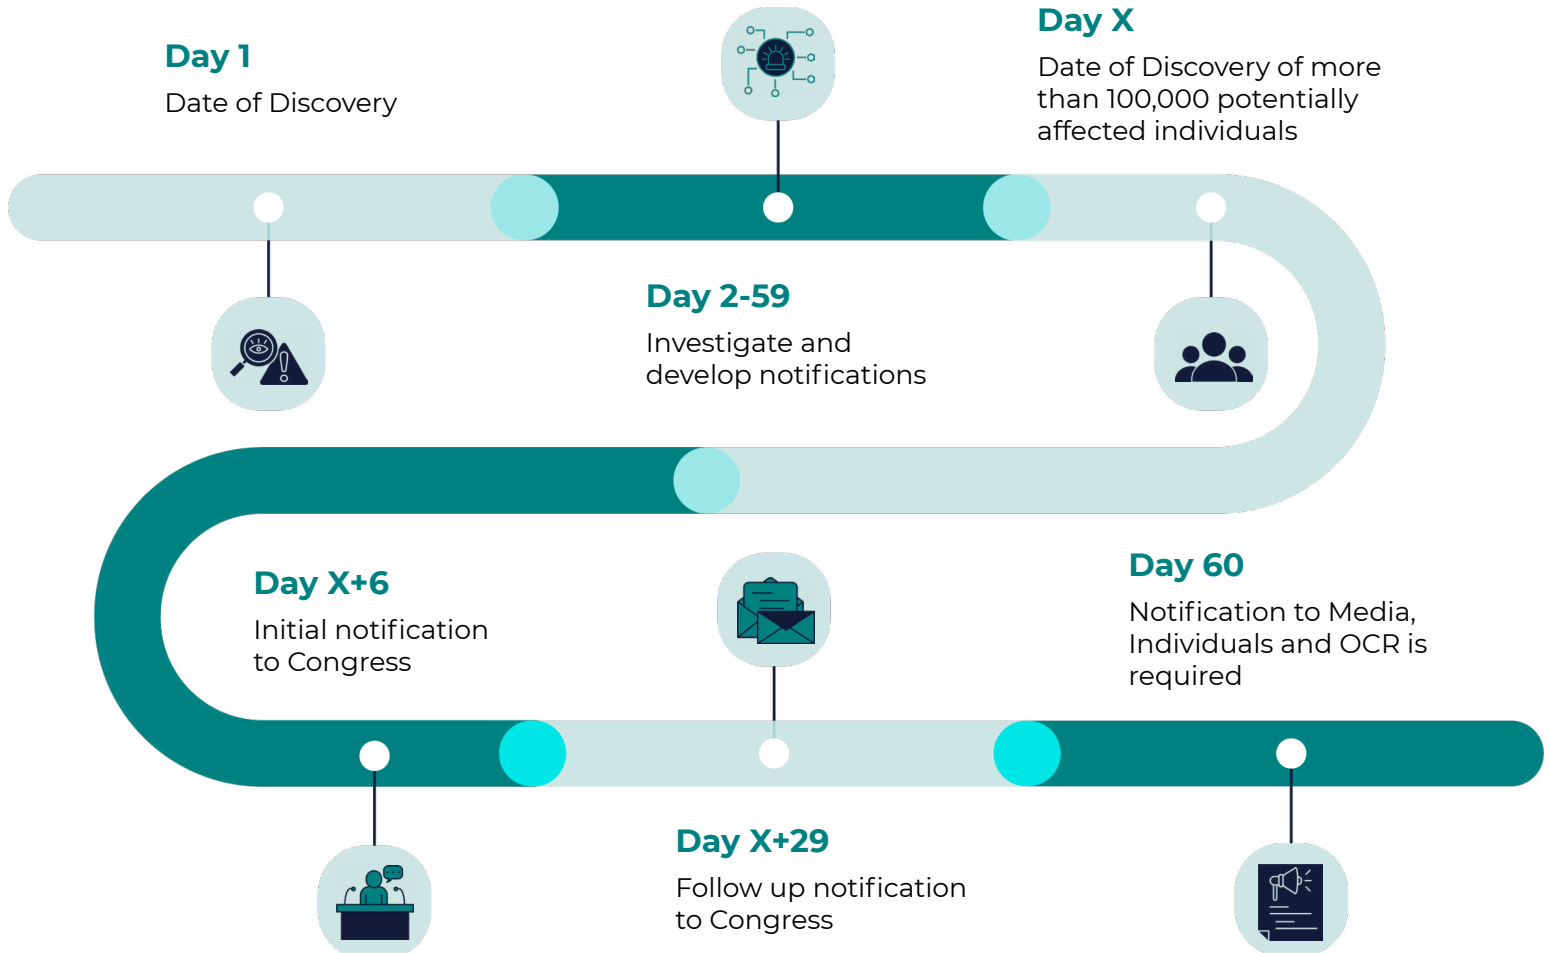 Day 1
Date of Discovery
Day 2-59
Investigate and
develop notifications
Day X
Date of Discovery of more
than 100,000 potentially
affected individuals
Day X+6
Initial notification
to Congress
Day X+29
Follow up notification
to Congress
Day 60
Notification to Media,
Individuals and OCR is
required